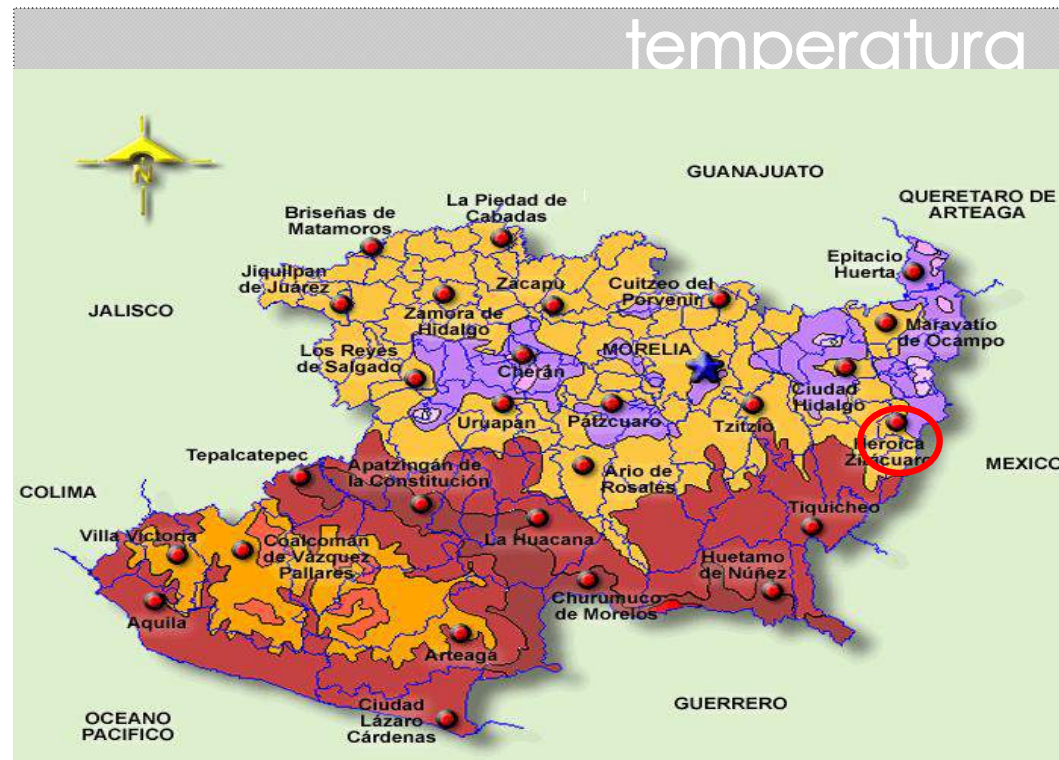 temperatura
N
GUANAJUATO
QUERETARO DE
ARTEAGA
La Piedad de
Cabadas
Briseñas de
Matamoros
Epitacio
Huerta
Jiquilpan
de Juárez
Zacapu
Cuitzeo del
Porvenir
JALISCO
Zamora de
Hidalgo
Maravatío
de Ocampo
Los Reyes
de Salgado
MORELIA
Cherán
Ciudad
Hidalgo
Uruapan
Pátzcuaro
Tzitzio
Heroica
Zitácuaro
Tepalcatepec
Apatzingán de
la Constitución
Ario de
Rosales
MEXICO
COLIMA
Tiquicheo
Villa Victoria
Coalcomán
de Vázquez
Pallares
La Huacana
Huetamo
de Núñez
Churumuco
de Morelos
Aquila
Arteaga
Ciudad
Lázaro
Cárdenas
GUERRERO
OCEANO
PACIFICO